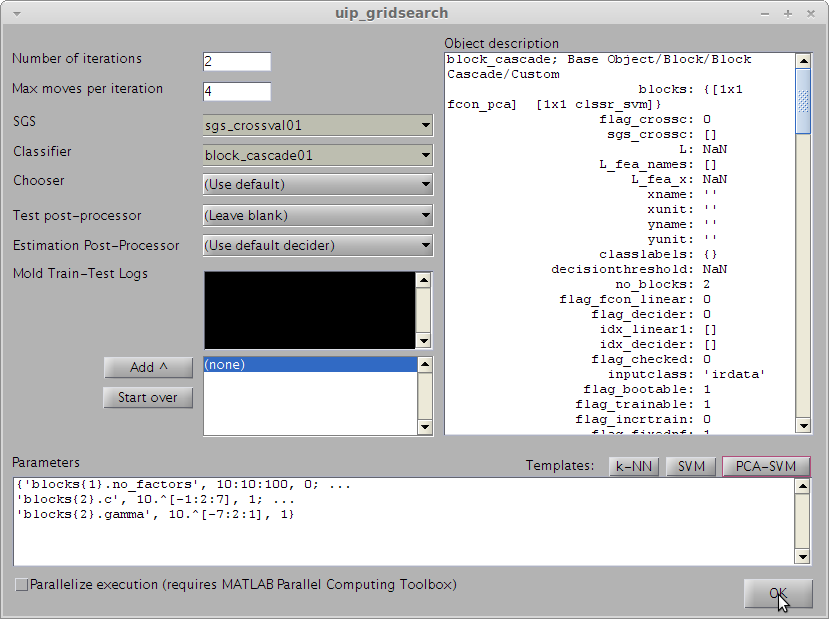 uip_gridsearch
Number of iterations
2
Max moves per iteration
4
SGS
sgs_crossval01
Classifier
block_cascade01
Chooser
(Use default)
Test post-processor
(Leave blank)
Estimation Post-Processor
(Use default decider)
Mold Train-Test Logs
Add ^
Start over
(none)
Object description
block_cascade; Base Object/Block/Block
Cascade/Custom
blocks: {[1x1
fcon_pca]  [1x1 clssr_svm]}
flag_crossc: 0
sgs_crossc: []
L: NaN
L_fea_names: []
L_fea_x: NaN
xname: ''
xunit: ''
yname: ''
yunit: ''
classlabels: {}
decisionthreshold: NaN
no_blocks: 2
flag_fcon_linear: 0
flag_decider: 0
idx_linear1: []
idx_decider: []
flag_checked: 0
inputclass: 'irdata'
flag_bootable: 1
flag_trainable: 1
flag_incrtrain: 0
flag_fixednf: 1
Parameters
Templates:
k-NN
SVM
PCA-SVM
{'blocks{1}.no_factors', 10:10:100, 0; ...
'blocks{2}.c', 10.^[-1:2:7], 1; ...
'blocks{2}.gamma', 10.^[-7:2:1], 1}
Parallelize execution (requires MATLAB Parallel Computing Toolbox)
OK